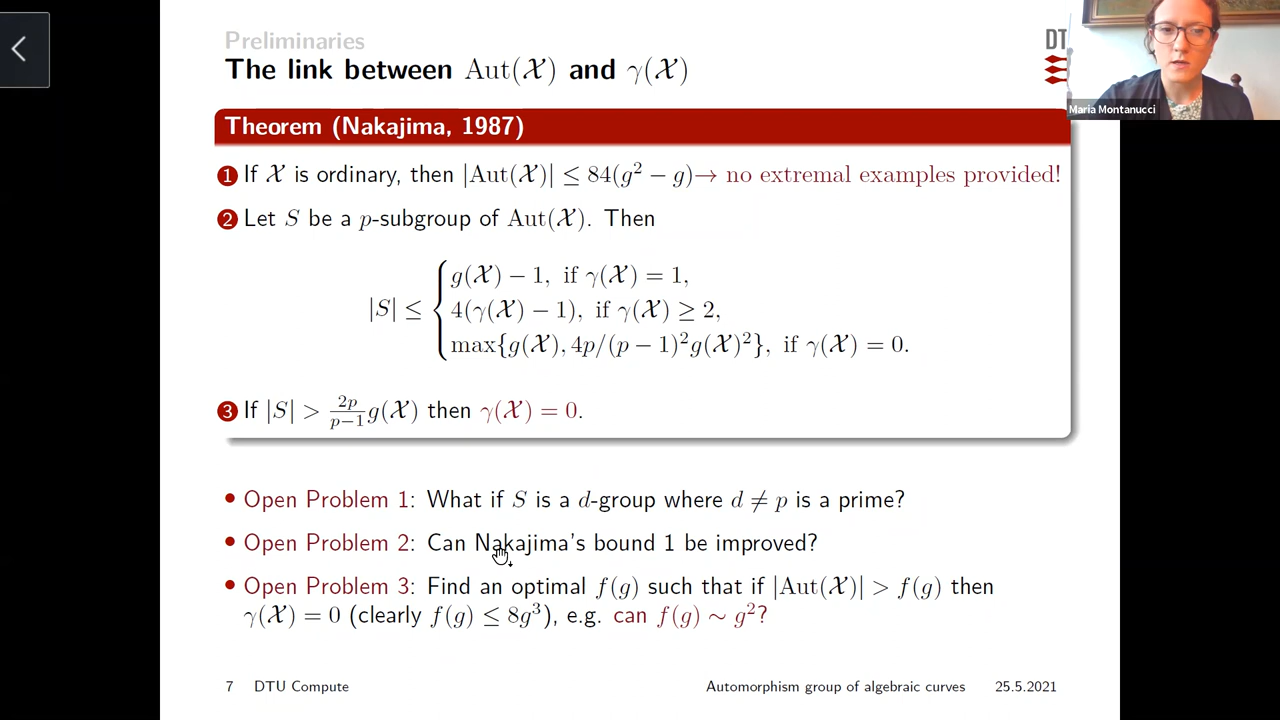 Preliminaries
The link between Aut(𝒳) and γ(𝒳)
DTU
Maria Montanucci
Theorem (Nakajima, 1987)
1 If 𝒳 is ordinary, then |Aut(𝒳)| ≤ 84(g² − g)→ no extremal examples provided!
2 Let S be a p-subgroup of Aut(𝒳). Then
g(𝒳) − 1, if γ(𝒳) = 1,
|S| ≤ { 4(γ(𝒳) − 1), if γ(𝒳) ≥ 2,
max{g(𝒳), 4p/(p − 1)²g(𝒳)²}, if γ(𝒳) = 0.
3 If |S| > 2p/(p−1) g(𝒳) then γ(𝒳) = 0.
• Open Problem 1: What if S is a d-group where d ≠ p is a prime?
• Open Problem 2: Can Nakajima's bound 1 be improved?
• Open Problem 3: Find an optimal f(g) such that if |Aut(𝒳)| > f(g) then
γ(𝒳) = 0 (clearly f(g) ≤ 8g³), e.g. can f(g) ∼ g²?
7 DTU Compute
Automorphism group of algebraic curves 25.5.2021